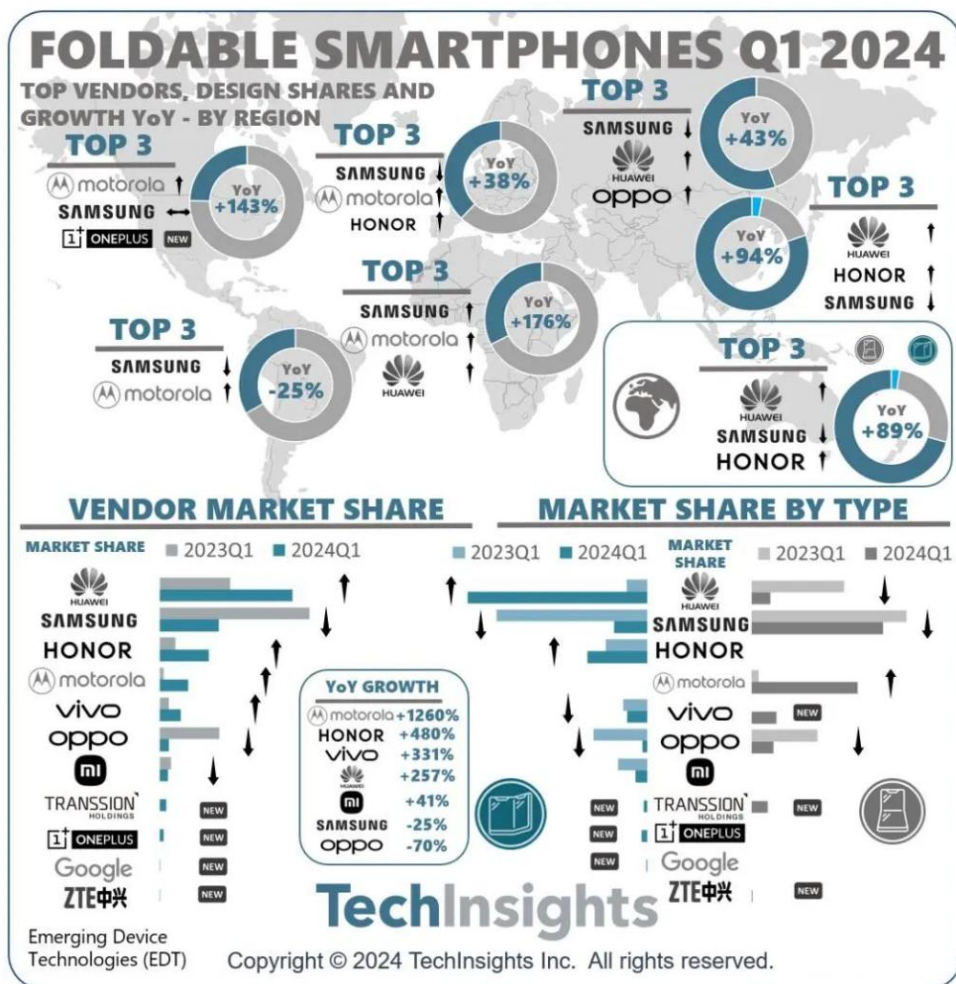 FOLDABLE SMARTPHONES Q1 2024
TOP VENDORS, DESIGN SHARES AND
GROWTH YoY - BY REGION
TOP 3
motorola
SAMSUNG
1+ ONEPLUS NEW
YoY
+143%
TOP 3
SAMSUNG
motorola
HONOR
YoY
+38%
TOP 3
SAMSUNG
HUAWEI
oppo
YoY
+43%
TOP 3
HUAWEI
HONOR
SAMSUNG
YoY
+94%
TOP 3
SAMSUNG
motorola
YoY
-25%
TOP 3
SAMSUNG
motorola
HUAWEI
YoY
+176%
TOP 3
HUAWEI
SAMSUNG
HONOR
YoY
+89%
VENDOR MARKET SHARE
MARKET SHARE 2023Q1 2024Q1
HUAWEI
SAMSUNG
HONOR
motorola
vivo
oppo
mi
TRANSSION HOLDINGS NEW
1+ ONEPLUS NEW
Google NEW
ZTE中兴 NEW
YoY GROWTH
motorola +1260%
HONOR +480%
vivo +331%
HUAWEI +257%
mi +41%
SAMSUNG -25%
oppo -70%
MARKET SHARE BY TYPE
2023Q1 2024Q1 MARKET SHARE 2023Q1 2024Q1
HUAWEI
SAMSUNG
HONOR
motorola
vivo NEW
oppo
mi
NEW TRANSSION HOLDINGS NEW
NEW 1+ ONEPLUS
NEW Google
ZTE中兴 NEW
TechInsights
Emerging Device
Technologies (EDT)
Copyright © 2024 TechInsights Inc. All rights reserved.